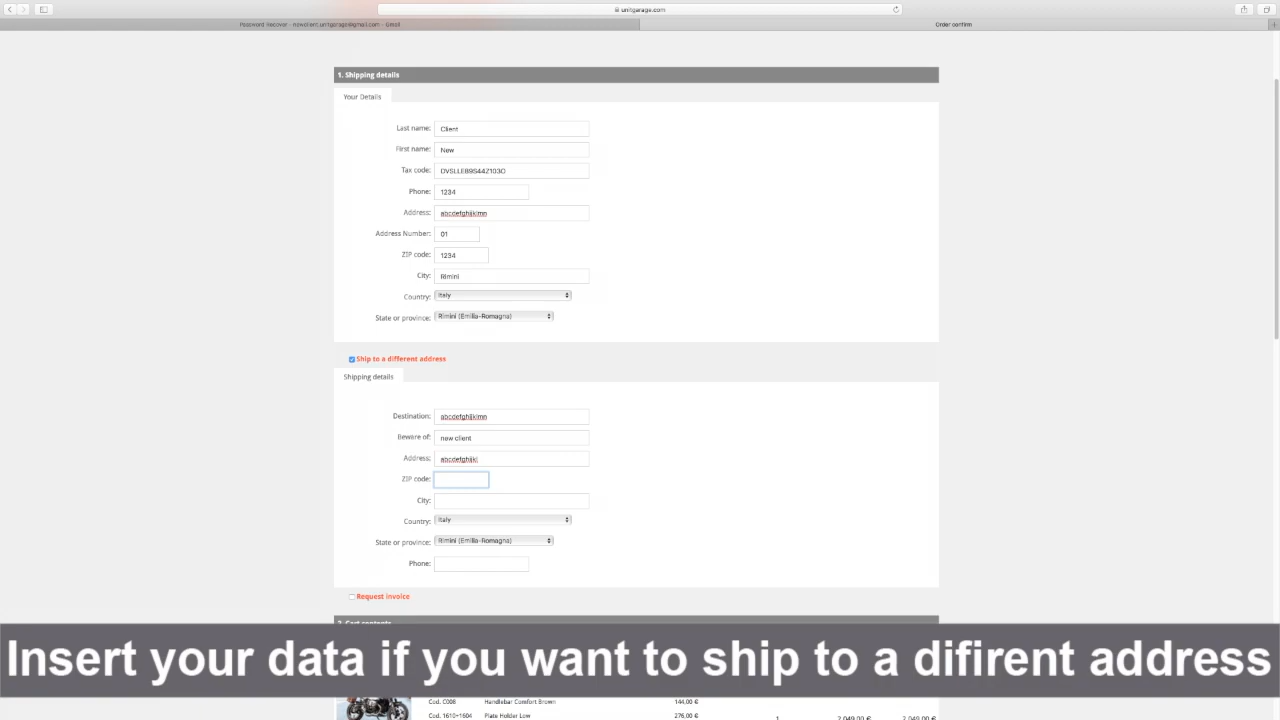 unitgarage.com
Password Recover - newclient.unitgarage@gmail.com - Gmail
Order confirm
1. Shipping details
Your Details
Last name: Client
First name: New
Tax code: DVSLLE89S44Z103O
Phone: 1234
Address: abcdefghijklmn
Address Number: 01
ZIP code: 1234
City: Rimini
Country: Italy
State or province: Rimini (Emilia-Romagna)
Ship to a different address
Shipping details
Destination: abcdefghijklmn
Beware of: new client
Address: abcdefghijkl
ZIP code:
City:
Country: Italy
State or province: Rimini (Emilia-Romagna)
Phone:
Request invoice
2. Cart contents
Insert your data if you want to ship to a difirent address
Cod. C008 Handlebar Comfort Brown 144,00 €
Cod. 1610+1604 Plate Holder Low 276,00 €
1 2.049,00 € 2.049,00 €